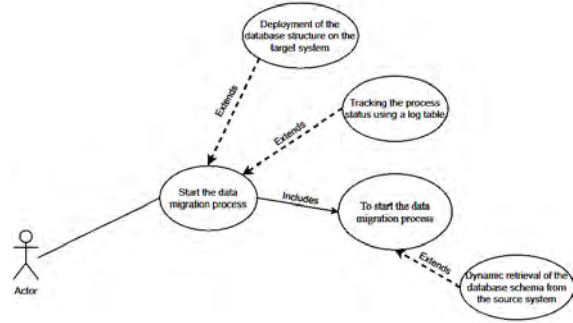 Deployment of the
database structure on the
target system
Extends
Tracking the process
status using a log table
Extends
Start the data
migration process
Includes
To start the data
migration process
Extends
Dynamic retrieval of the
database schema from
the source system
Actor